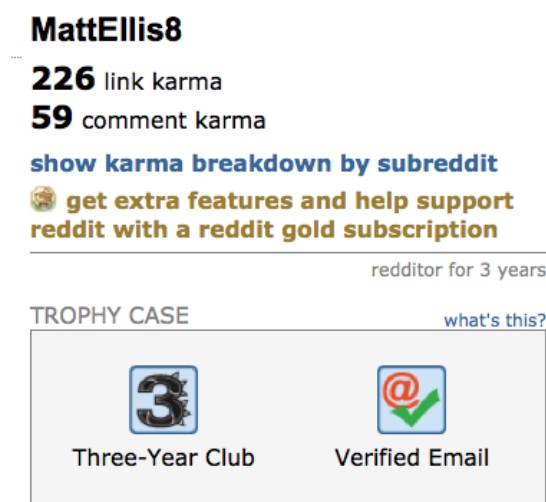 MattEllis8
226 link karma
59 comment karma
show karma breakdown by subreddit
get extra features and help support
reddit with a reddit gold subscription
redditor for 3 years
TROPHY CASE
what's this?
3
@
Three-Year Club
Verified Email